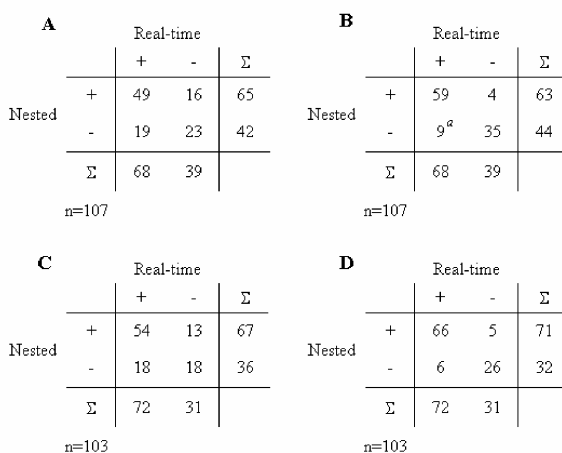 A
Real-time
+ - Σ
Nested
+ 49 16 65
- 19 23 42
Σ 68 39
n=107
B
Real-time
+ - Σ
Nested
+ 59 4 63
- 9 a 35 44
Σ 68 39
n=107
C
Real-time
+ - Σ
Nested
+ 54 13 67
- 18 18 36
Σ 72 31
n=103
D
Real-time
+ - Σ
Nested
+ 66 5 71
- 6 26 32
Σ 72 31
n=103